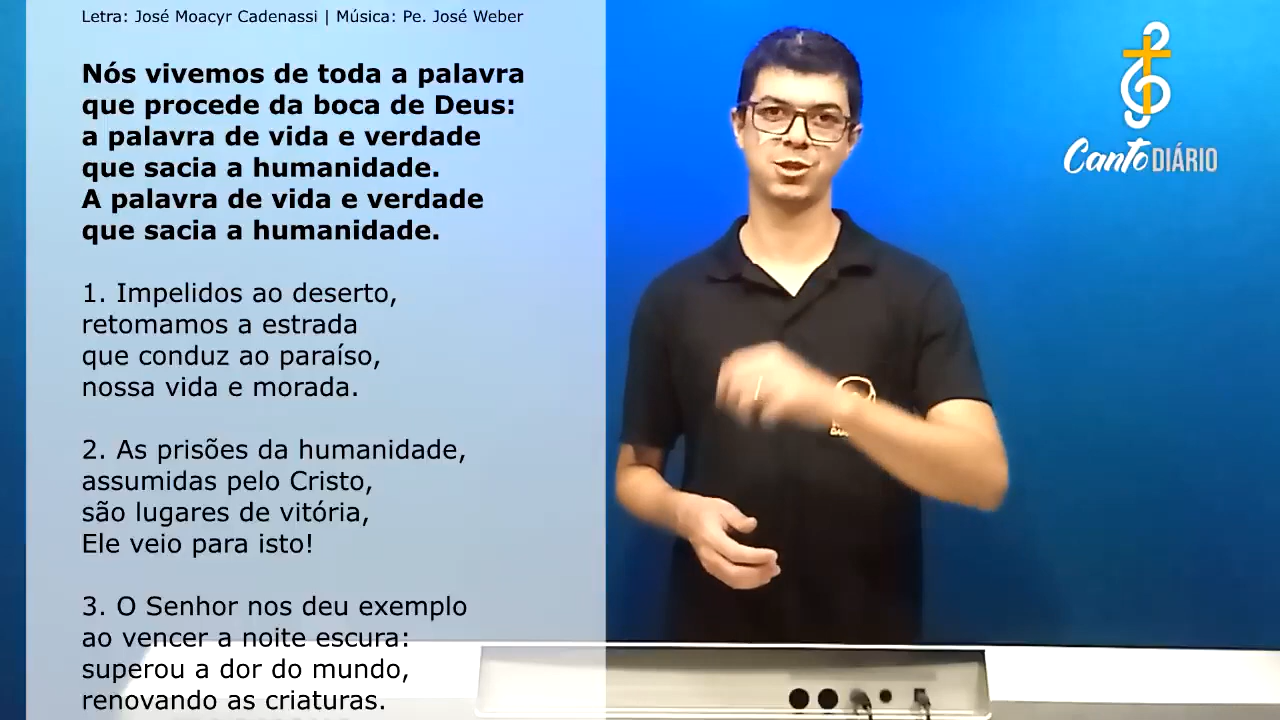 Letra: José Moacyr Cadenassi | Música: Pe. José Weber
Nós vivemos de toda a palavra
que procede da boca de Deus:
a palavra de vida e verdade
que sacia a humanidade.
A palavra de vida e verdade
que sacia a humanidade.
1. Impelidos ao deserto,
retomamos a estrada
que conduz ao paraíso,
nossa vida e morada.
2. As prisões da humanidade,
assumidas pelo Cristo,
são lugares de vitória,
Ele veio para isto!
3. O Senhor nos deu exemplo
ao vencer a noite escura:
superou a dor do mundo,
renovando as criaturas.
Canto DIÁRIO